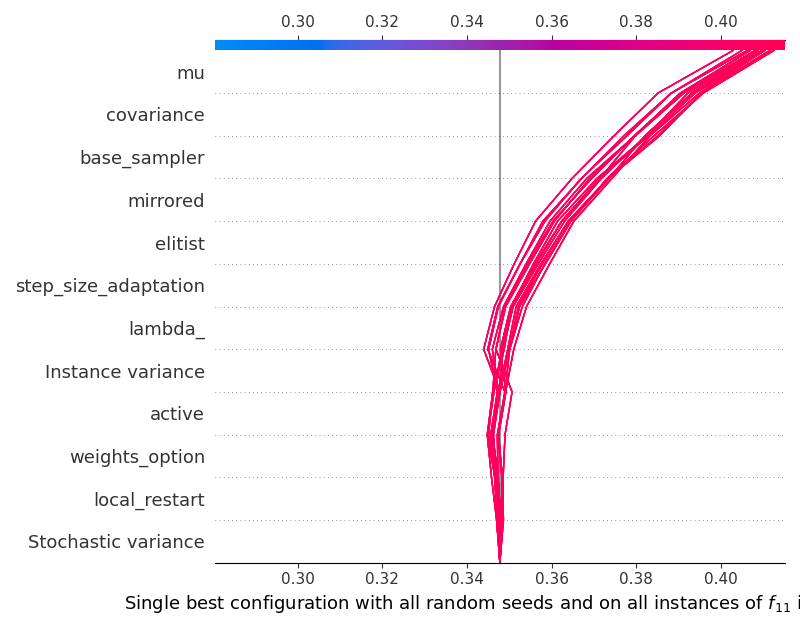 0.30 0.32 0.34 0.36 0.38 0.40
mu
covariance
base_sampler
mirrored
elitist
step_size_adaptation
lambda_
Instance variance
active
weights_option
local_restart
Stochastic variance
0.30 0.32 0.34 0.36 0.38 0.40
Single best configuration with all random seeds and on all instances of f₁₁ i